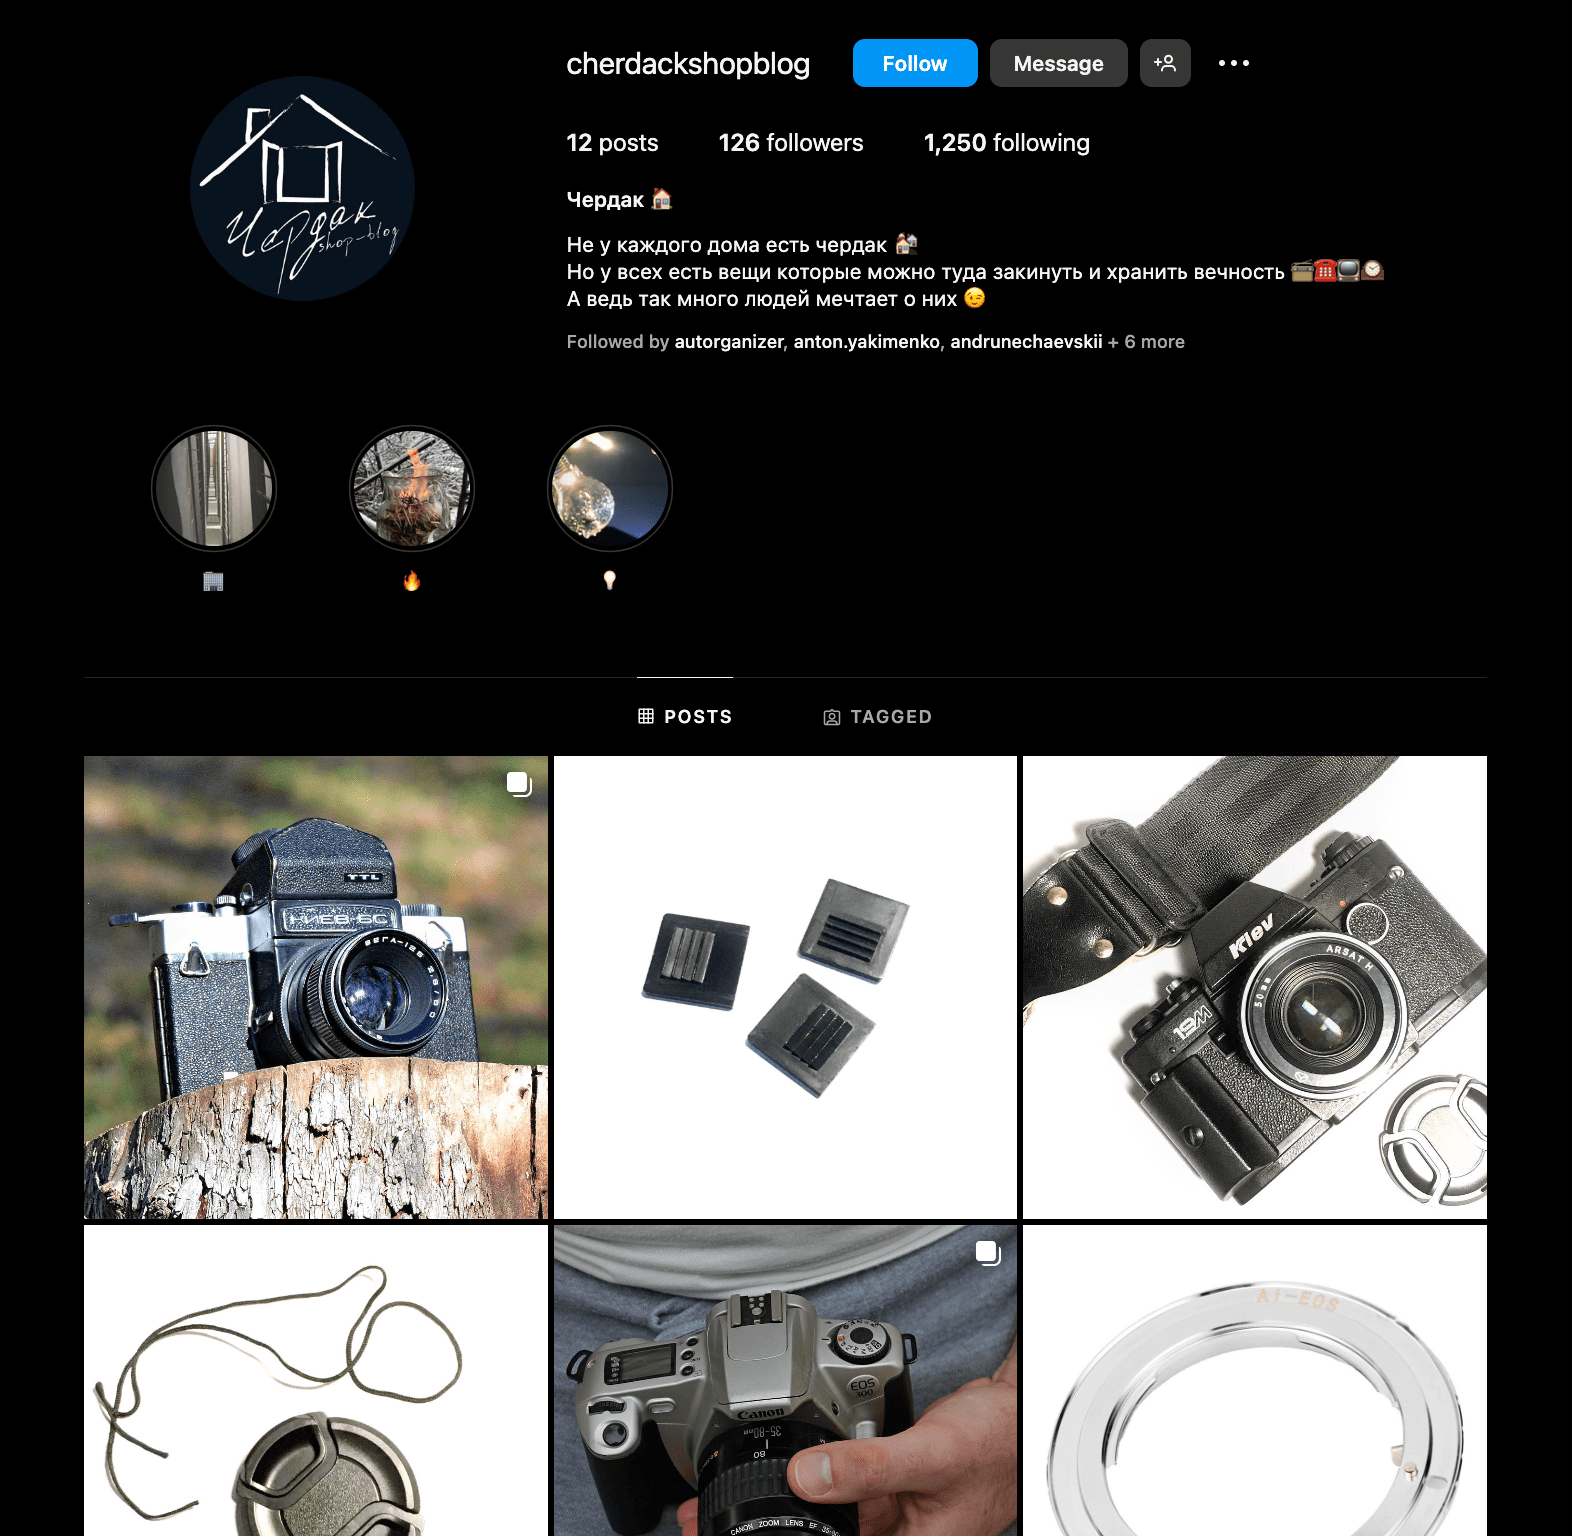 cherdackshopblog
Follow
Message
12 posts
126 followers
1,250 following
Чердак
shop-blog
Чердак 🏠
Не у каждого дома есть чердак 🏚
Но у всех есть вещи которые можно туда закинуть и хранить вечность 📻☎️📺🕰
А ведь так много людей мечтает о них 😉
Followed by autorganizer, anton.yakimenko, andrunechaevskii + 6 more
🏢
🔥
💡
POSTS
TAGGED
TTL
КИЕВ-6С
ВЕГА-12Б 2,8/90
Kiev
19M
ARSAT H
50mm
EOS
300
Canon
35-80mm
80
CANON ZOOM LENS EF 35-80
AI-EOS